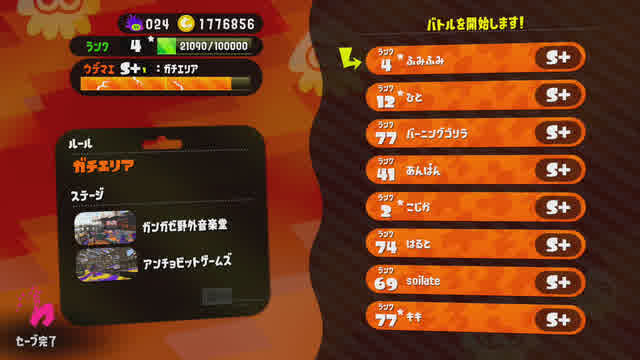 024 1776856
ランク 4★ 21090/100000
ウデマエ S+ 1 : ガチエリア
ルール
ガチエリア
ステージ
ガンガゼ野外音楽堂
アンチョビットゲームズ
セーブ完了
バトルを開始します!
ランク 4★ ふみふみ S+
ランク 12★ ひと S+
ランク 77 バーニングゴリラ S+
ランク 41 あんぱん S+
ランク 2★ こじか S+
ランク 74 はると S+
ランク 69 soilate S+
ランク 77★ キキ S+